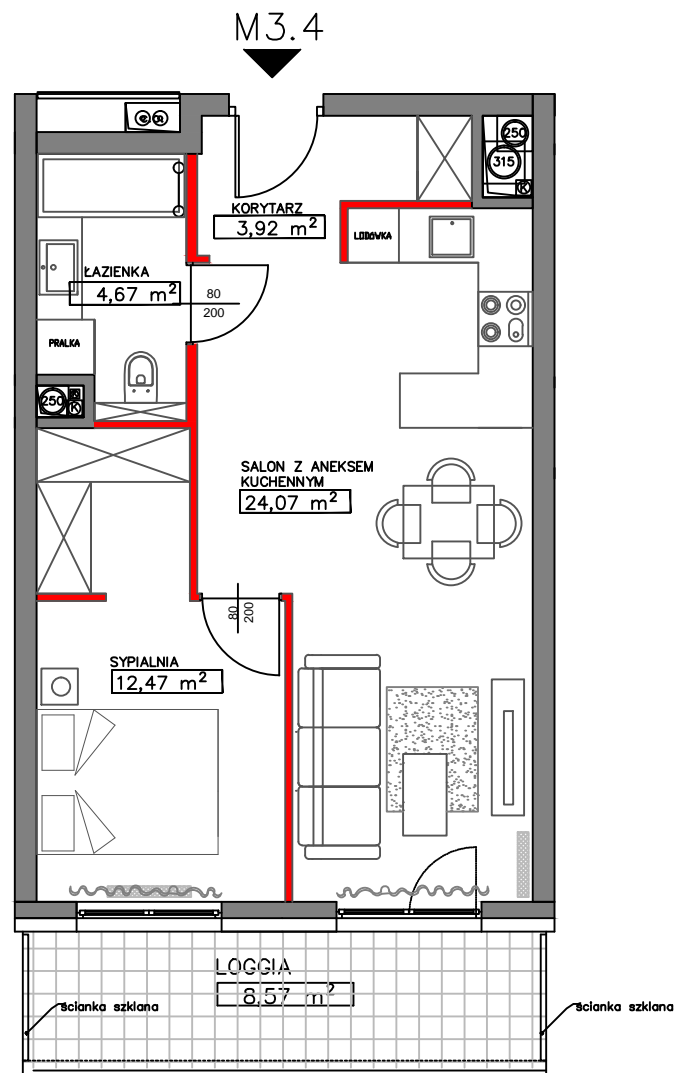 M3.4
250
315
K
KORYTARZ
3,92 m²
LODÓWKA
ŁAZIENKA
4,67 m²
80
200
PRALKA
250
K
SALON Z ANEKSEM
KUCHENNYM
24,07 m²
80
200
SYPIALNIA
12,47 m²
LOGGIA
8,57 m²
ścianka szklana
ścianka szklana